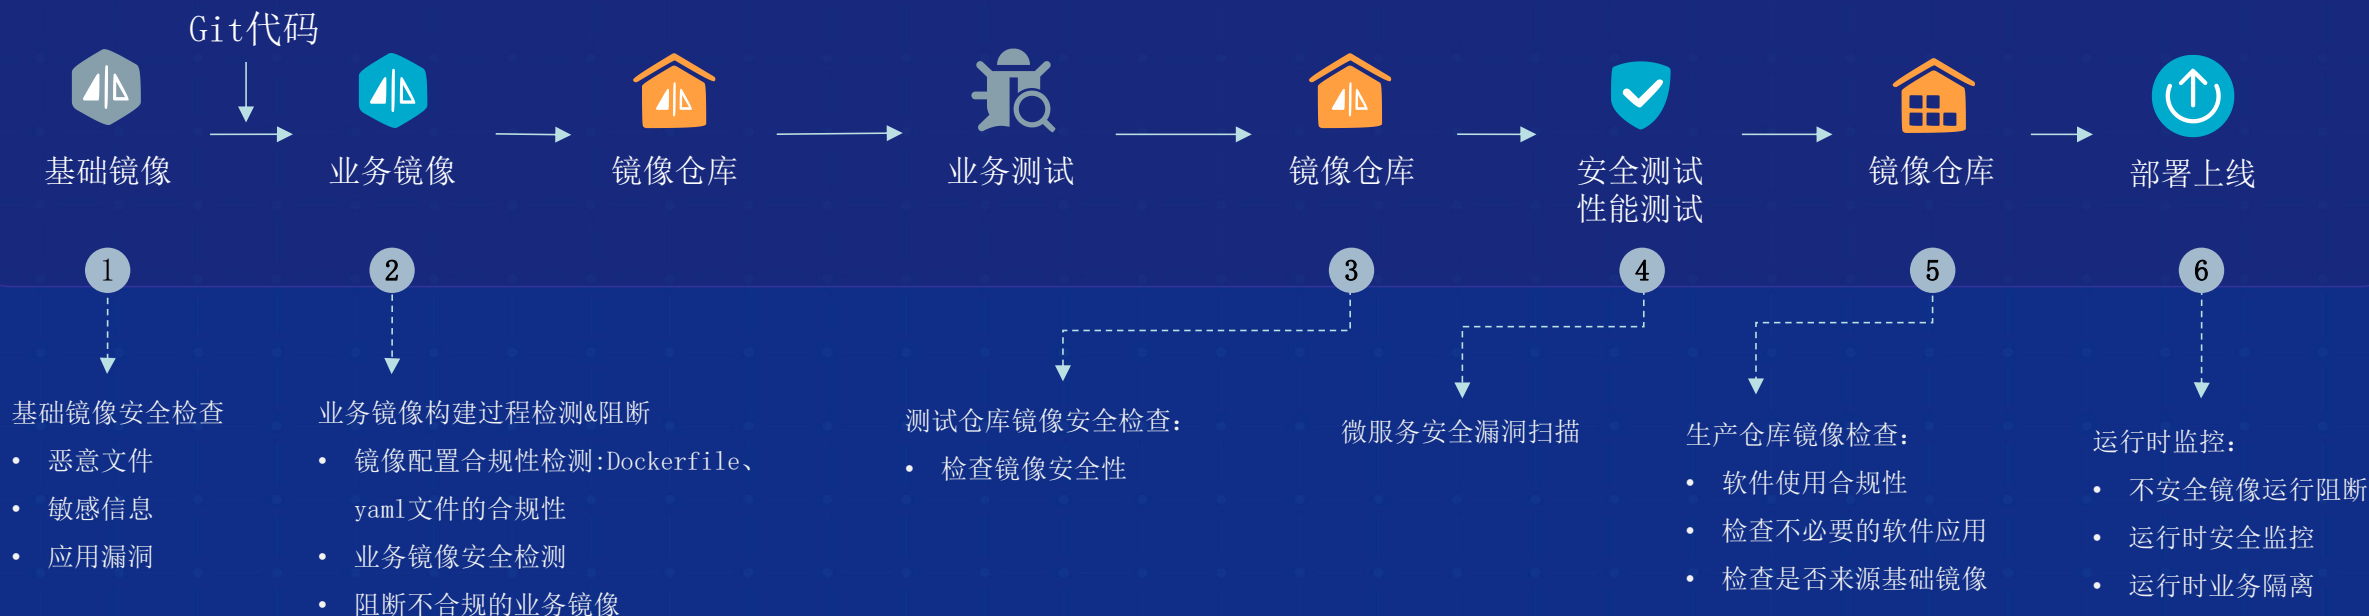 Git代码
基础镜像
业务镜像
镜像仓库
业务测试
镜像仓库
安全测试
性能测试
镜像仓库
部署上线
1
2
3
4
5
6
基础镜像安全检查
• 恶意文件
• 敏感信息
• 应用漏洞
业务镜像构建过程检测&阻断
• 镜像配置合规性检测:Dockerfile、
yaml文件的合规性
• 业务镜像安全检测
• 阻断不合规的业务镜像
测试仓库镜像安全检查:
• 检查镜像安全性
微服务安全漏洞扫描
生产仓库镜像检查:
• 软件使用合规性
• 检查不必要的软件应用
• 检查是否来源基础镜像
运行时监控:
• 不安全镜像运行阻断
• 运行时安全监控
• 运行时业务隔离